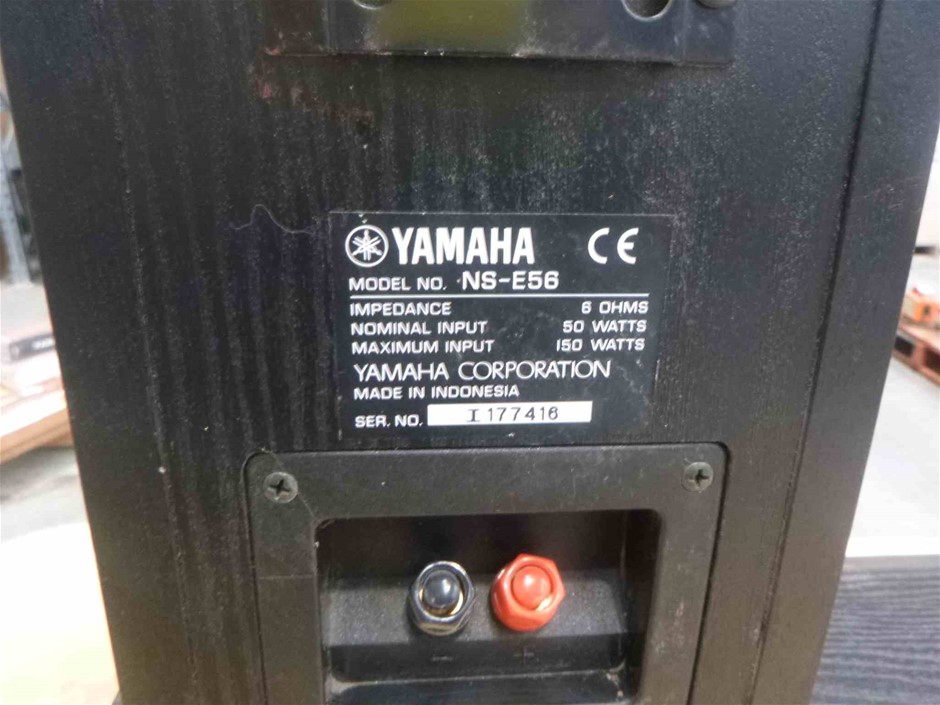 YAMAHA CE
MODEL NO. NS-E56
IMPEDANCE 6 OHMS
NOMINAL INPUT 50 WATTS
MAXIMUM INPUT 150 WATTS
YAMAHA CORPORATION
MADE IN INDONESIA
SER. NO. I177416
- +